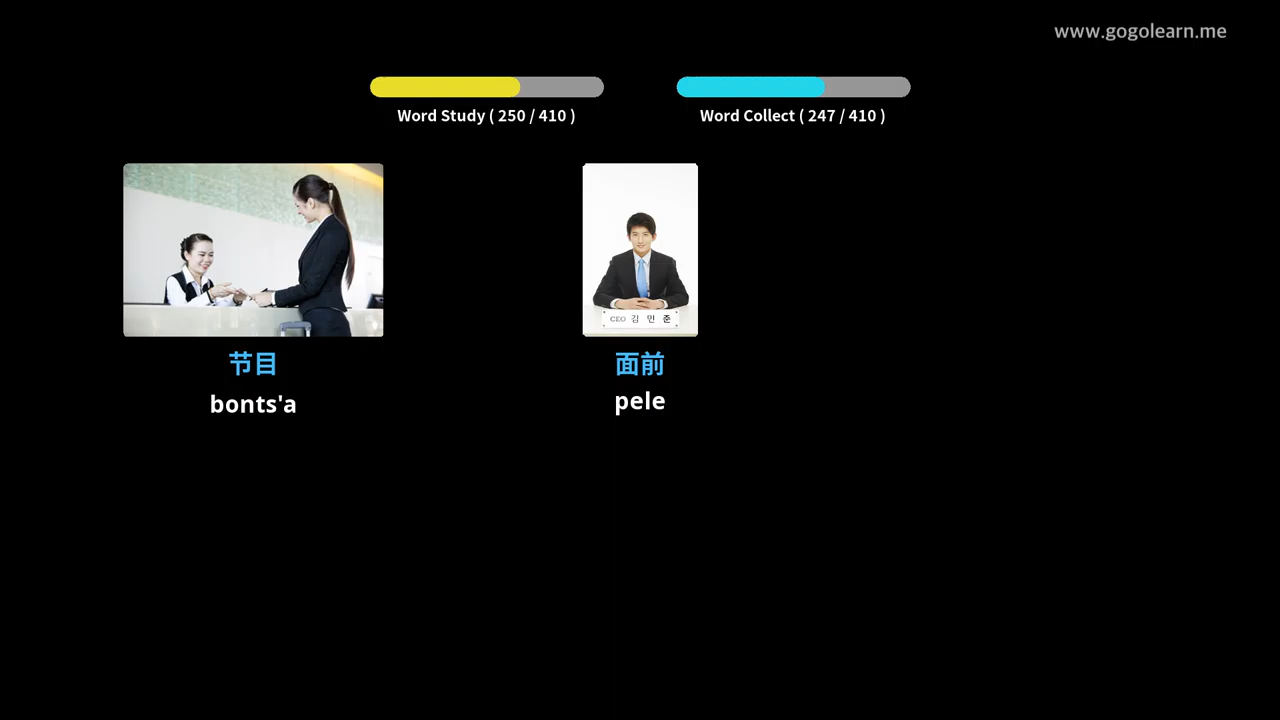 www.gogolearn.me
Word Study ( 250 / 410 )
Word Collect ( 247 / 410 )
CEO 김 민 준
节目
bonts'a
面前
pele